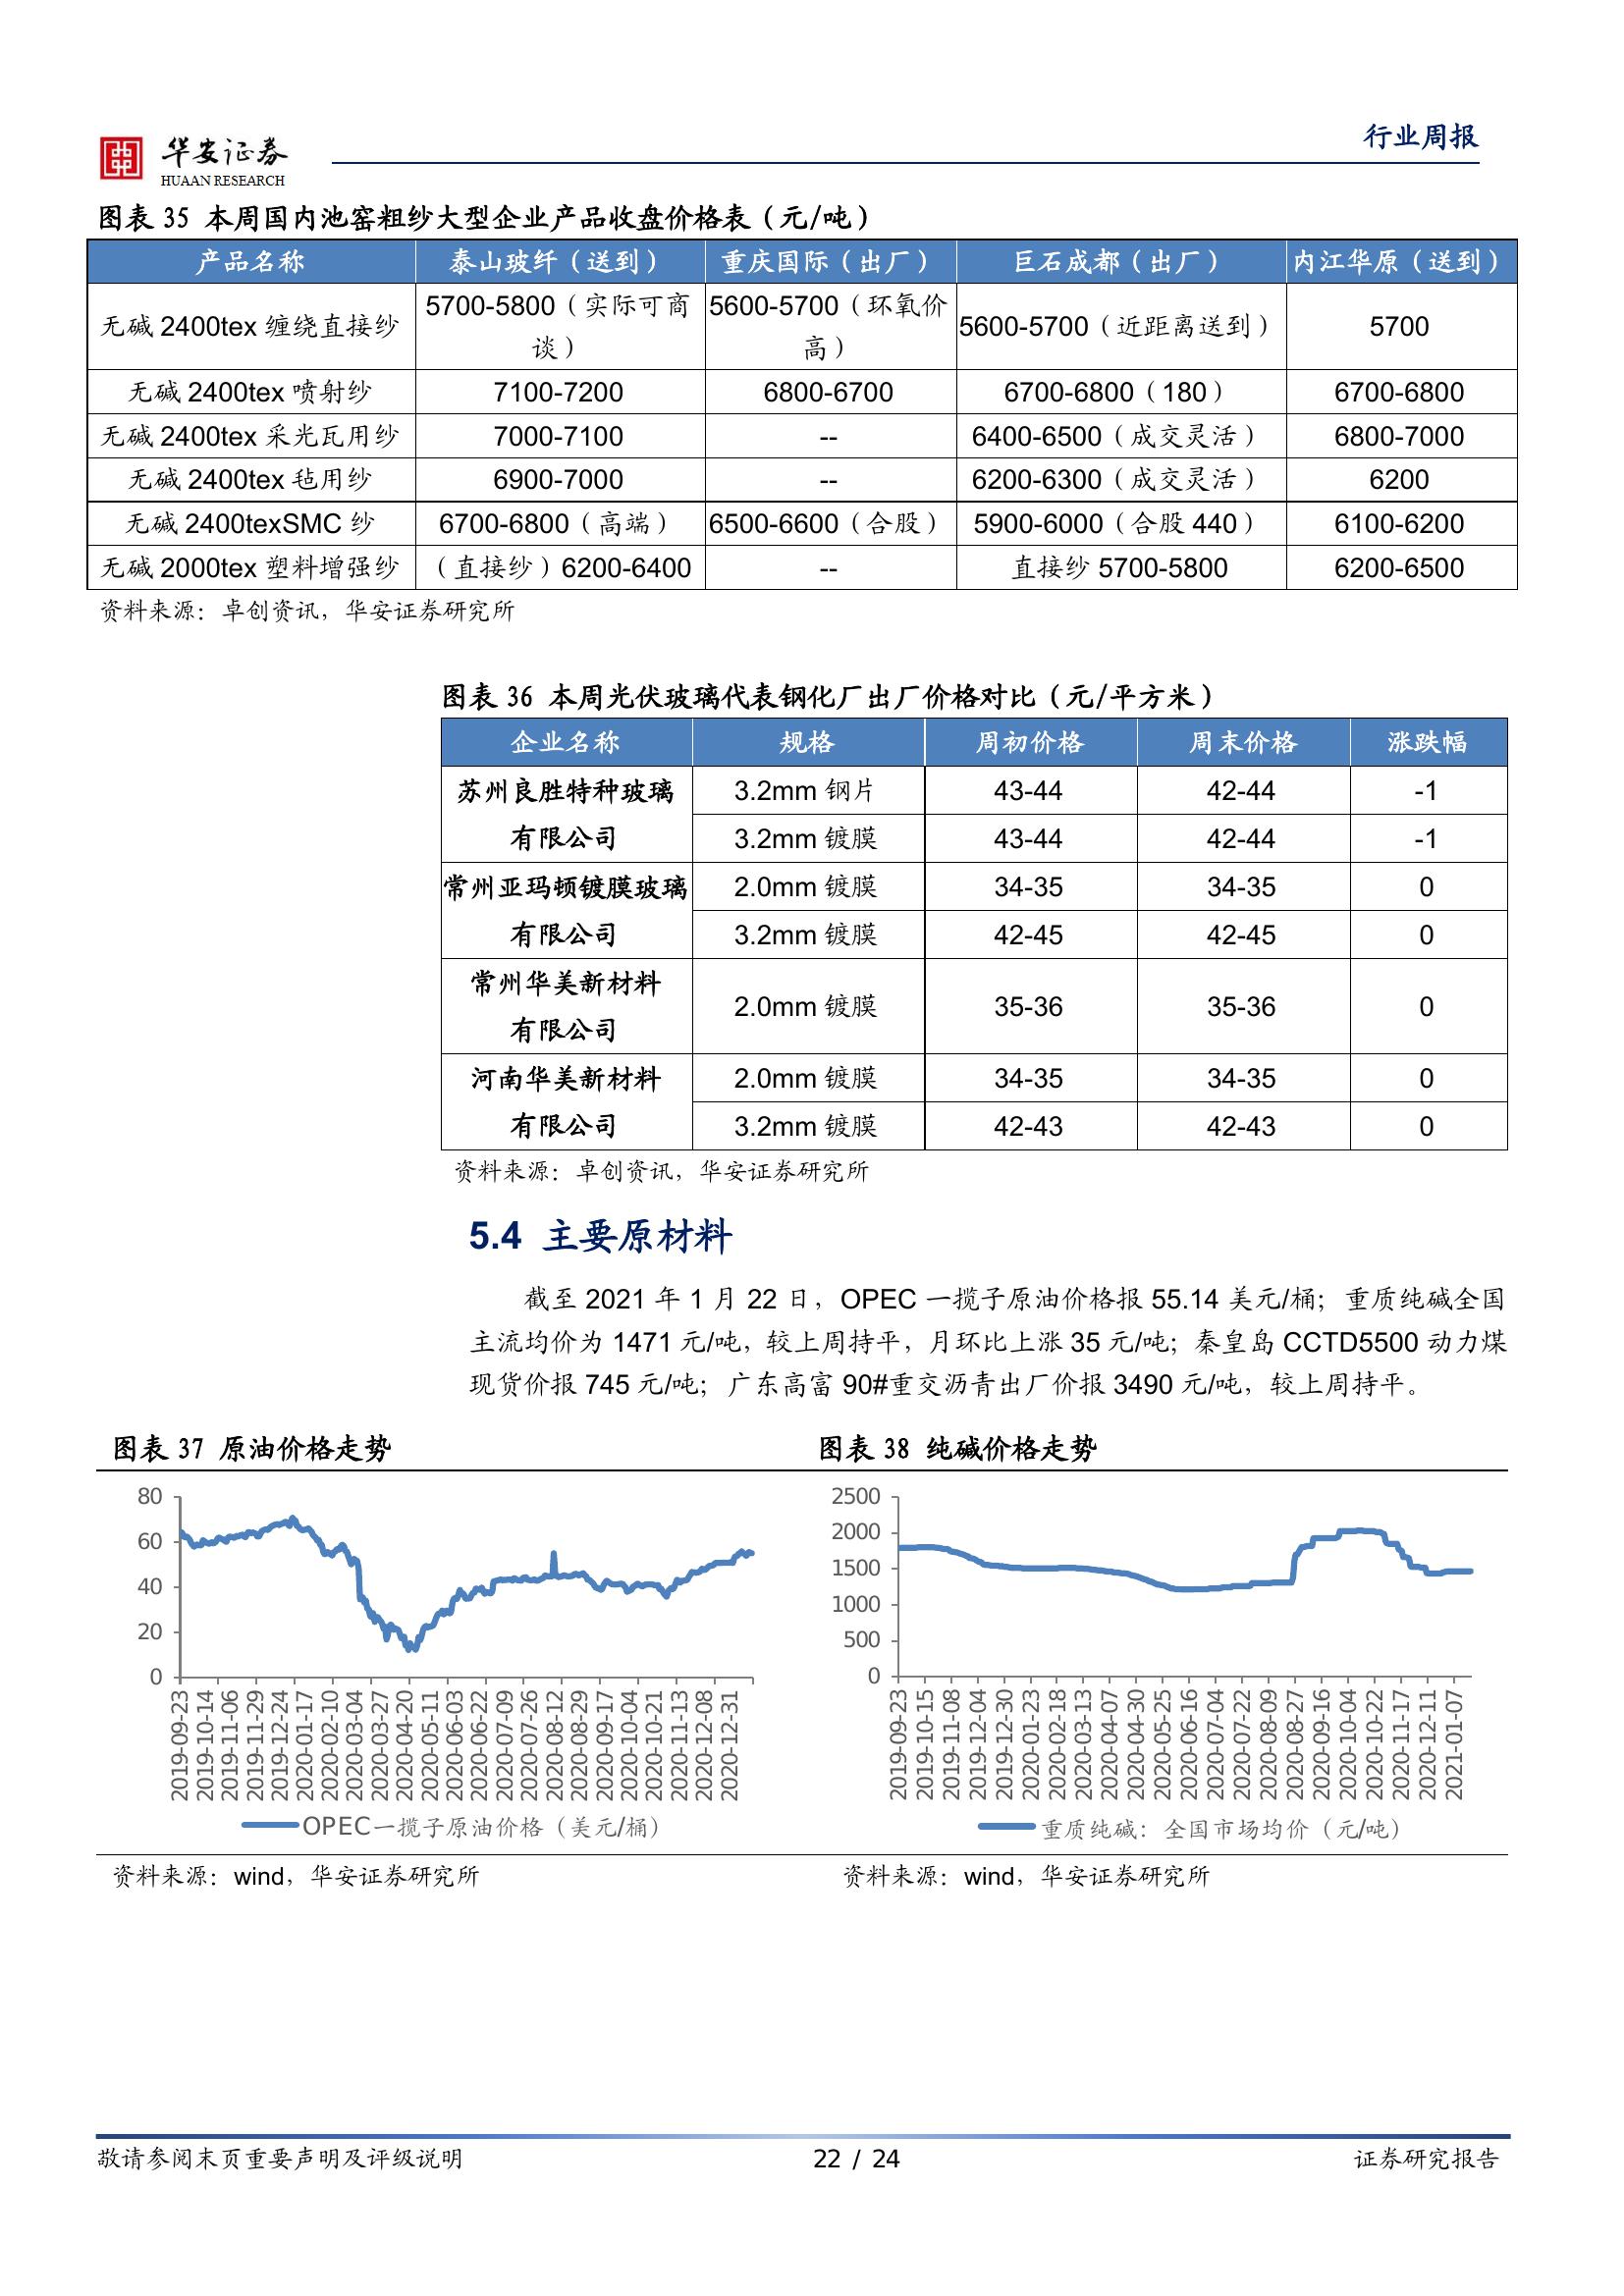 华安证券
HUAAN RESEARCH
行业周报
图表 35 本周国内池窑粗纱大型企业产品收盘价格表（元/吨）
产品名称 泰山玻纤（送到） 重庆国际（出厂） 巨石成都（出厂） 内江华原（送到）
无碱 2400tex 缠绕直接纱 5700-5800（实际可商谈） 5600-5700（环氧价高） 5600-5700（近距离送到） 5700
无碱 2400tex 喷射纱 7100-7200 6800-6700 6700-6800（180） 6700-6800
无碱 2400tex 采光瓦用纱 7000-7100 -- 6400-6500（成交灵活） 6800-7000
无碱 2400tex 毡用纱 6900-7000 -- 6200-6300（成交灵活） 6200
无碱 2400texSMC 纱 6700-6800（高端） 6500-6600（合股） 5900-6000（合股 440） 6100-6200
无碱 2000tex 塑料增强纱 （直接纱）6200-6400 -- 直接纱 5700-5800 6200-6500
资料来源：卓创资讯，华安证券研究所
图表 36 本周光伏玻璃代表钢化厂出厂价格对比（元/平方米）
企业名称 规格 周初价格 周末价格 涨跌幅
苏州良胜特种玻璃有限公司 3.2mm 钢片 43-44 42-44 -1
3.2mm 镀膜 43-44 42-44 -1
常州亚玛顿镀膜玻璃有限公司 2.0mm 镀膜 34-35 34-35 0
3.2mm 镀膜 42-45 42-45 0
常州华美新材料有限公司 2.0mm 镀膜 35-36 35-36 0
河南华美新材料有限公司 2.0mm 镀膜 34-35 34-35 0
3.2mm 镀膜 42-43 42-43 0
资料来源：卓创资讯，华安证券研究所
5.4 主要原材料
截至 2021 年 1 月 22 日，OPEC 一揽子原油价格报 55.14 美元/桶；重质纯碱全国
主流均价为 1471 元/吨，较上周持平，月环比上涨 35 元/吨；秦皇岛 CCTD5500 动力煤
现货价报 745 元/吨；广东高富 90#重交沥青出厂价报 3490 元/吨，较上周持平。
图表 37 原油价格走势
80
60
40
20
0
2019-09-23
2019-10-14
2019-11-06
2019-11-29
2019-12-24
2020-01-17
2020-02-10
2020-03-04
2020-03-27
2020-04-20
2020-05-11
2020-06-03
2020-06-22
2020-07-09
2020-07-26
2020-08-12
2020-08-29
2020-09-17
2020-10-04
2020-10-21
2020-11-13
2020-12-08
2020-12-31
OPEC一揽子原油价格（美元/桶）
资料来源：wind，华安证券研究所
图表 38 纯碱价格走势
2500
2000
1500
1000
500
0
2019-09-23
2019-10-15
2019-11-08
2019-12-04
2019-12-30
2020-01-23
2020-02-18
2020-03-13
2020-04-07
2020-04-30
2020-05-25
2020-06-16
2020-07-04
2020-07-22
2020-08-09
2020-08-27
2020-09-16
2020-10-04
2020-10-22
2020-11-17
2020-12-11
2021-01-07
重质纯碱：全国市场均价（元/吨）
资料来源：wind，华安证券研究所
敬请参阅末页重要声明及评级说明 22 / 24 证券研究报告